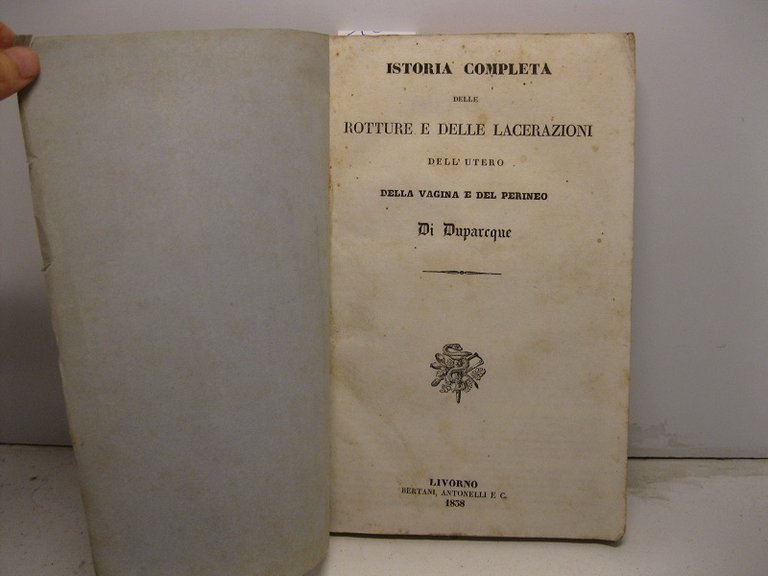 ISTORIA COMPLETA
DELLE
ROTTURE E DELLE LACERAZIONI
DELL' UTERO
DELLA VAGINA E DEL PERINEO
Di Duparcque
LIVORNO
BERTANI, ANTONELLI E C.
1838